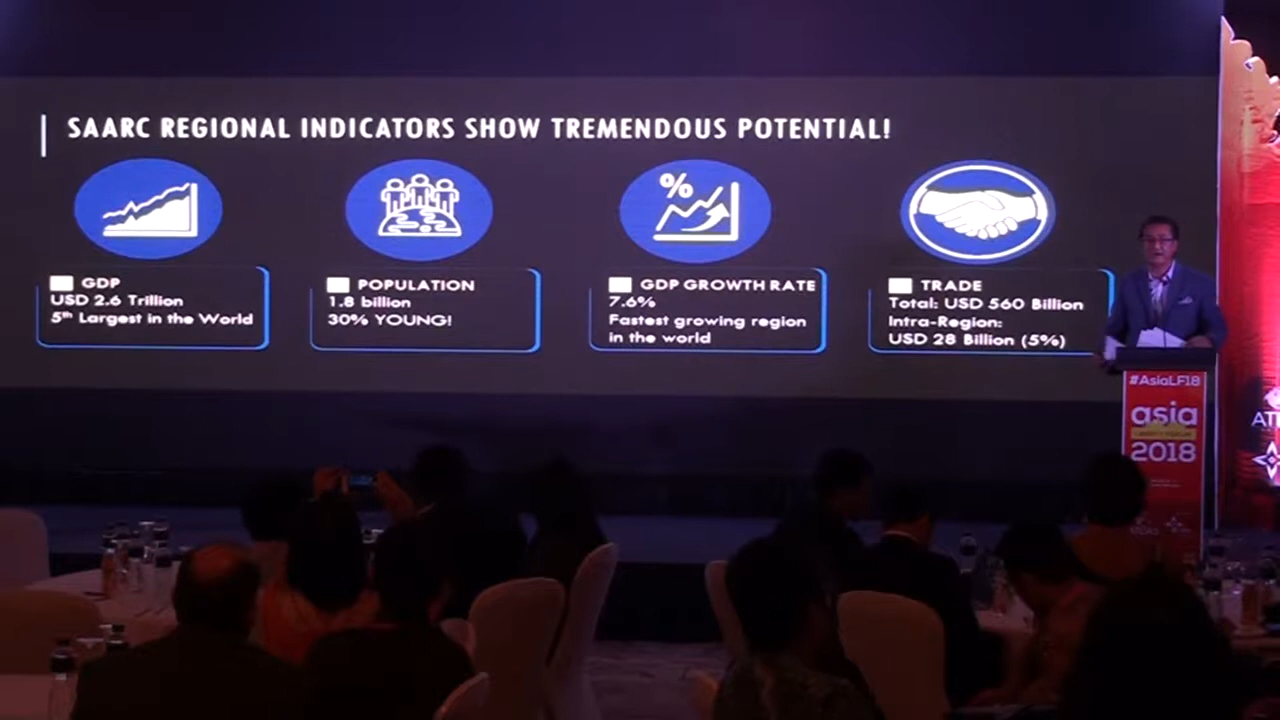 SAARC REGIONAL INDICATORS SHOW TREMENDOUS POTENTIAL!
%
GDP
USD 2.6 Trillion
5th Largest in the World
POPULATION
1.8 billion
30% YOUNG!
GDP GROWTH RATE
7.6%
Fastest growing region
in the world
TRADE
Total: USD 560 Billion
Intra-Region:
USD 28 Billion (5%)
#AsiaLF18
asia
2018